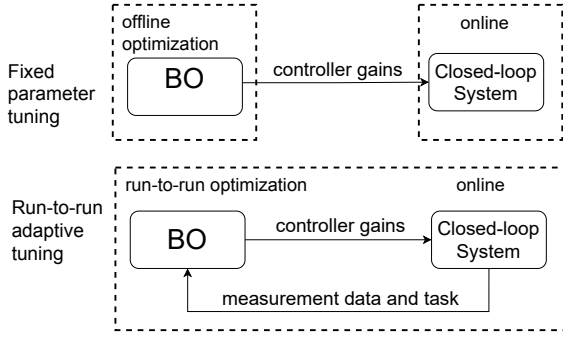 Fixed
parameter
tuning
offline
optimization
BO
controller gains
online
Closed-loop
System
Run-to-run
adaptive
tuning
run-to-run optimization
online
BO
controller gains
Closed-loop
System
measurement data and task